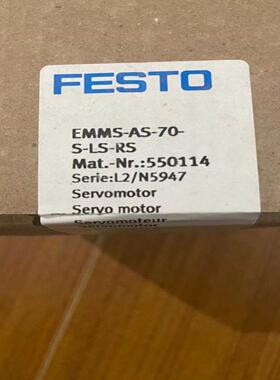 FESTO
EMMS-AS-70-
S-LS-RS
Mat.-Nr.:550114
Serie:L2/N5947
Servomotor
Servo motor
Servomoteur